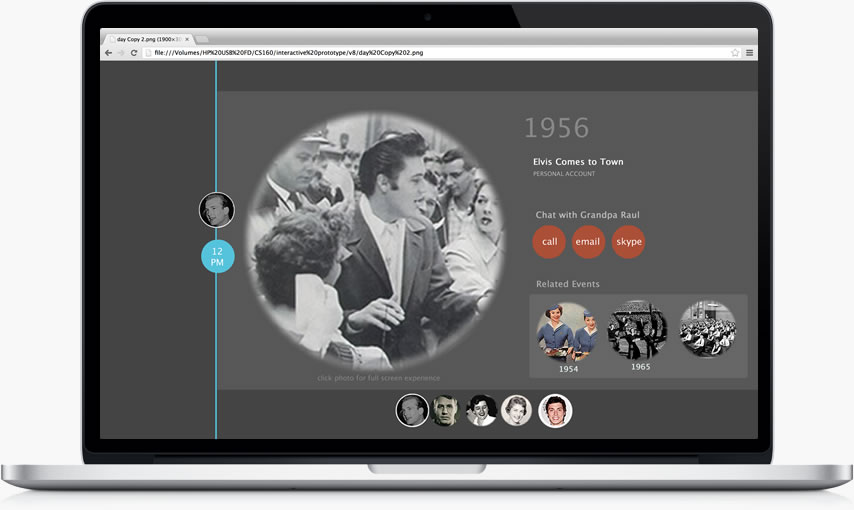 day Copy 2.png (1900×30
file:///Volumes/HP%20USB%20FD/CS160/interactive%20prototype/v8/day%20Copy%202.png
1956
Elvis Comes to Town
PERSONAL ACCOUNT
12
PM
Chat with Grandpa Raul
call
email
skype
Related Events
1954
1965
click photo for full screen experience